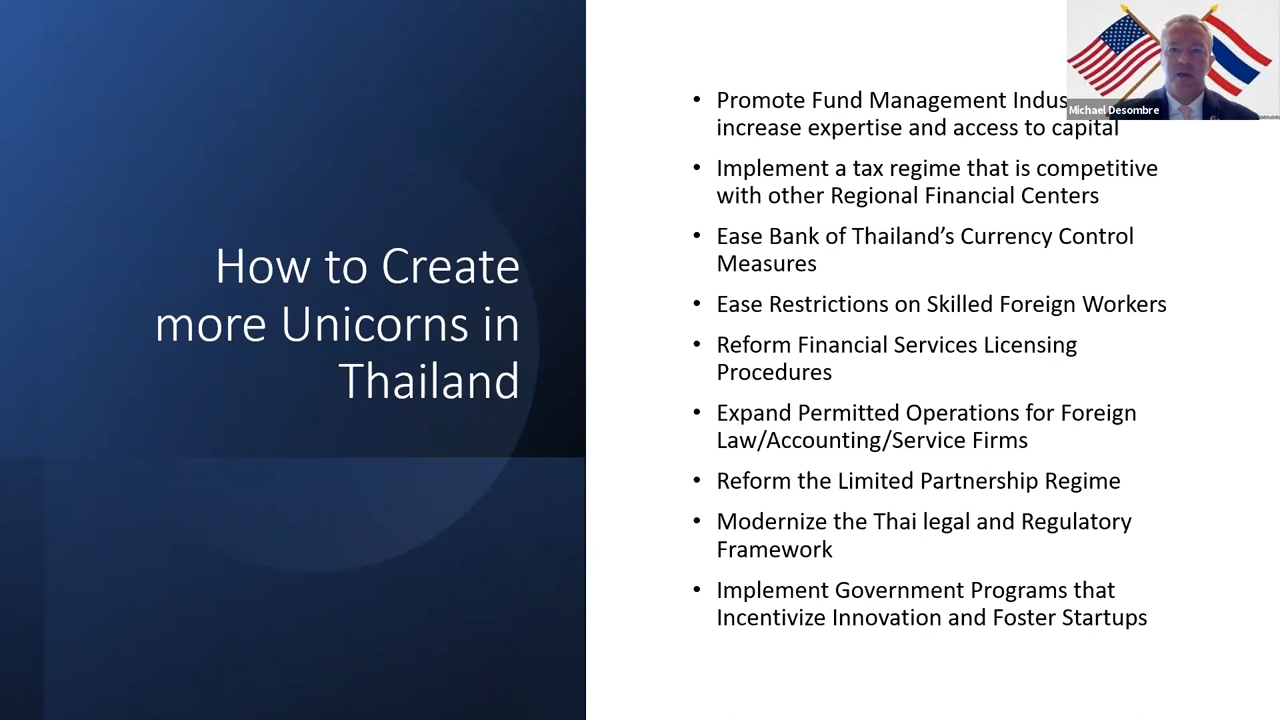 How to Create
more Unicorns in
Thailand
• Promote Fund Management
increase expertise and access to capital
• Implement a tax regime that is competitive
with other Regional Financial Centers
• Ease Bank of Thailand’s Currency Control
Measures
• Ease Restrictions on Skilled Foreign Workers
• Reform Financial Services Licensing
Procedures
• Expand Permitted Operations for Foreign
Law/Accounting/Service Firms
• Reform the Limited Partnership Regime
• Modernize the Thai legal and Regulatory
Framework
• Implement Government Programs that
Incentivize Innovation and Foster Startups
Michael Desombre